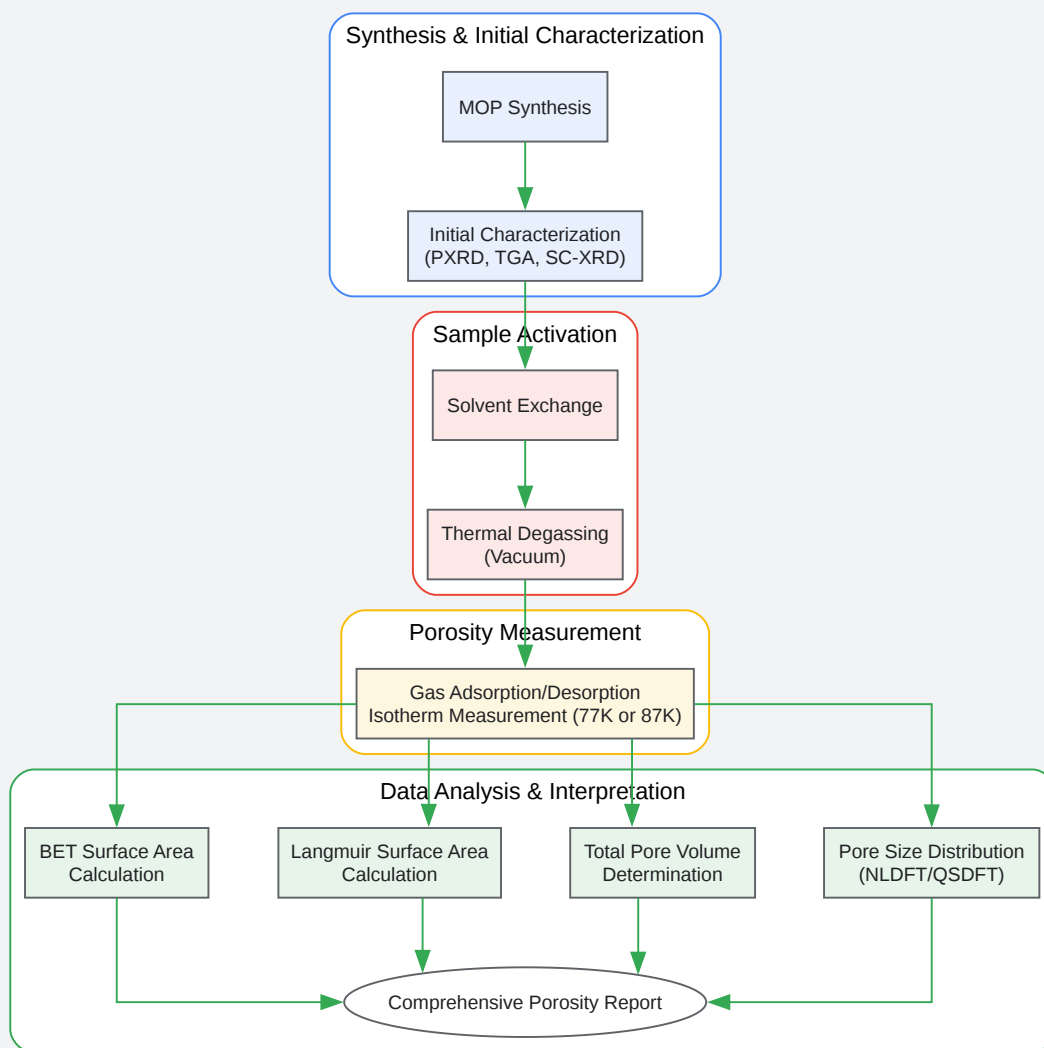 Synthesis & Initial Characterization
MOP Synthesis
Initial Characterization
(PXRD, TGA, SC-XRD)
Sample Activation
Solvent Exchange
Thermal Degassing
(Vacuum)
Porosity Measurement
Gas Adsorption/Desorption
Isotherm Measurement (77K or 87K)
Data Analysis & Interpretation
BET Surface Area
Calculation
Langmuir Surface Area
Calculation
Total Pore Volume
Determination
Pore Size Distribution
(NLDFT/QSDFT)
Comprehensive Porosity Report